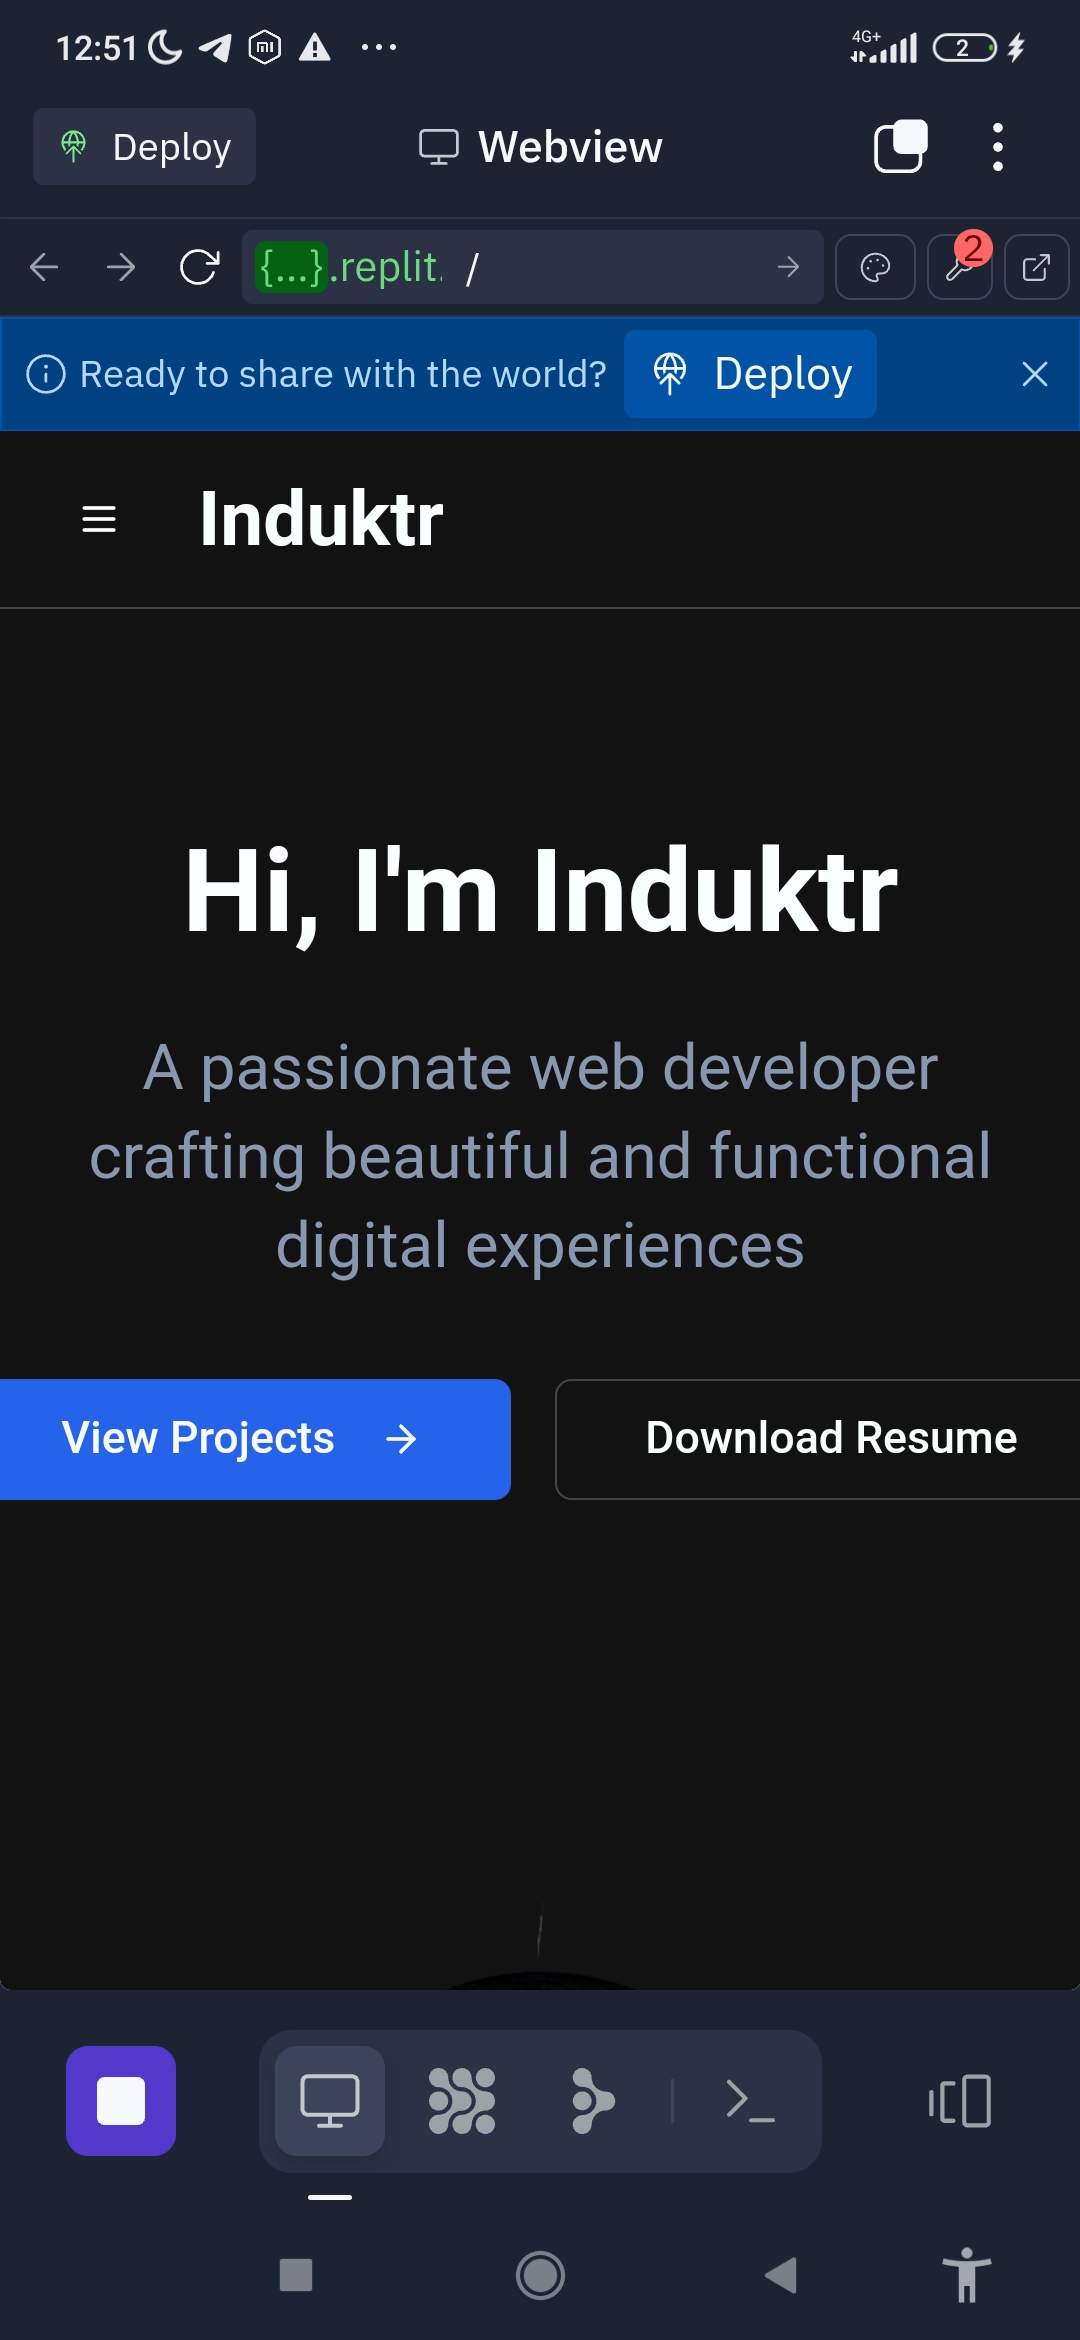 12:51
4G+
2
Deploy
Webview
{...}.replit. /
2
Ready to share with the world?
Deploy
Induktr
Hi, I'm Induktr
A passionate web developer
crafting beautiful and functional
digital experiences
View Projects
Download Resume